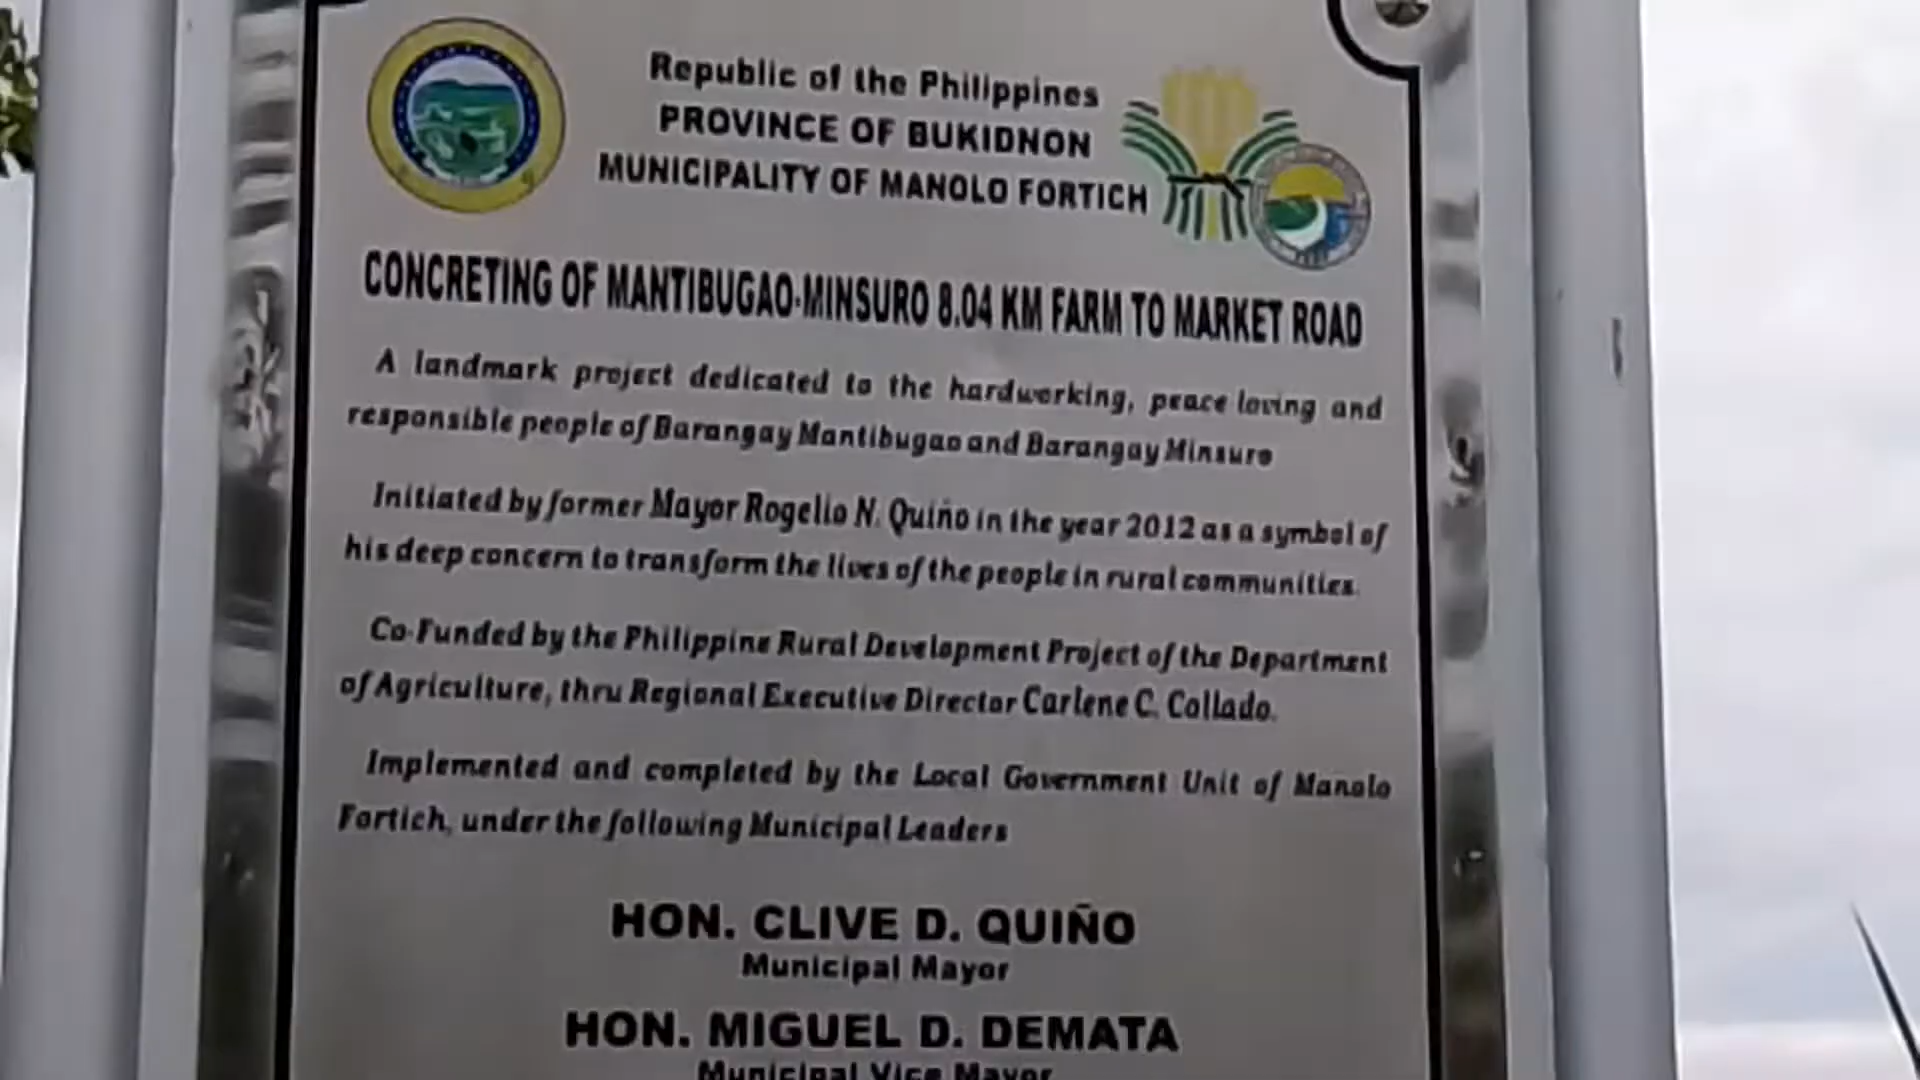 Republic of the Philippines
PROVINCE OF BUKIDNON
MUNICIPALITY OF MANOLO FORTICH
CONCRETING OF MANTIBUGAO-MINSURO 8.04 KM FARM TO MARKET ROAD
A landmark project dedicated to the hardworking, peace loving and
responsible people of Barangay Mantibugao and Barangay Minsuro
Initiated by former Mayor Rogelio N. Quiño in the year 2012 as a symbol of
his deep concern to transform the lives of the people in rural communities.
Co-Funded by the Philippine Rural Development Project of the Department
of Agriculture, thru Regional Executive Director Carlene C. Collado.
Implemented and completed by the Local Government Unit of Manolo
Fortich, under the following Municipal Leaders
HON. CLIVE D. QUIÑO
Municipal Mayor
HON. MIGUEL D. DEMATA
Municipal Vice Mayor